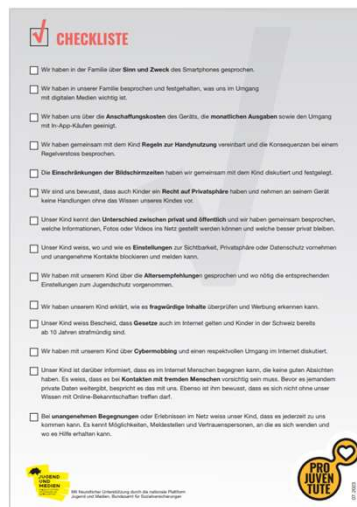 CHECKLISTE
Wir haben in der Familie über Sinn und Zweck des Smartphones gesprochen.
Wir haben in unserer Familie besprochen und festgehalten, was uns im Umgang
mit digitalen Medien wichtig ist.
Wir haben uns über die Anschaffungskosten des Geräts, die monatlichen Ausgaben sowie den Umgang
mit In-App-Käufen geeinigt.
Wir haben gemeinsam mit dem Kind Regeln zur Handynutzung vereinbart und die Konsequenzen bei einem
Regelverstoss besprochen.
Die Einschränkungen der Bildschirmzeiten haben wir gemeinsam mit dem Kind diskutiert und festgelegt.
Wir sind uns bewusst, dass auch Kinder ein Recht auf Privatsphäre haben und nehmen an seinem Gerät
keine Handlungen ohne das Wissen unseres Kindes vor.
Unser Kind kennt den Unterschied zwischen privat und öffentlich und wir haben gemeinsam besprochen,
welche Informationen, Fotos oder Videos ins Netz gestellt werden können und welche besser privat bleiben.
Unser Kind weiss, wo und wie es Einstellungen zur Sichtbarkeit, Privatsphäre oder Datenschutz vornehmen
und unangenehme Kontakte blockieren und melden kann.
Wir haben mit unserem Kind über die Altersempfehlungen gesprochen und wo nötig die entsprechenden
Einstellungen zum Jugendschutz vorgenommen.
Wir haben unserem Kind erklärt, wie es fragwürdige Inhalte überprüfen und Werbung erkennen kann.
Unser Kind weiss Bescheid, dass Gesetze auch im Internet gelten und Kinder in der Schweiz bereits
ab 10 Jahren strafmündig sind.
Wir haben mit unserem Kind über Cybermobbing und einen respektvollen Umgang im Internet diskutiert.
Unser Kind ist darüber informiert, dass es im Internet Menschen begegnen kann, die keine guten Absichten
haben. Es weiss, dass es bei Kontakten mit fremden Menschen vorsichtig sein muss. Bevor es jemandem
private Daten weitergibt, bespricht es das mit uns. Ebenso ist ihm bewusst, dass es sich nicht ohne unser
Wissen mit Online-Bekanntschaften treffen darf.
Bei unangenehmen Begegnungen oder Erlebnissen im Netz weiss unser Kind, dass es jederzeit zu uns
kommen kann. Es kennt Möglichkeiten, Meldestellen und Vertrauenspersonen, an die es sich wenden und
wo es Hilfe erhalten kann.
JUGEND
UND
MEDIEN
Mit freundlicher Unterstützung durch die nationale Plattform
Jugend und Medien, Bundesamt für Sozialversicherungen
PRO
JUVEN
TUTE